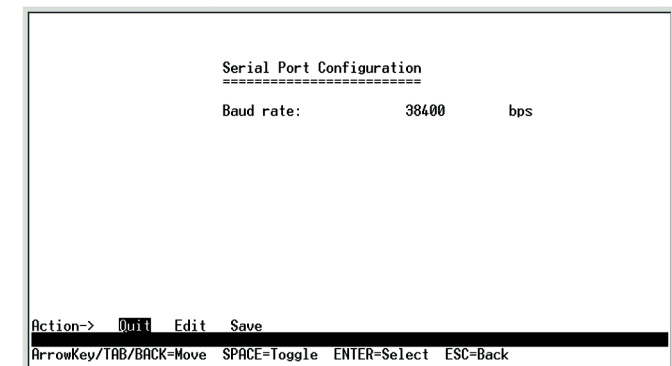 Serial Port Configuration
=========================
Baud rate: 38400 bps
Action-> Quit Edit Save
ArrowKey/TAB/BACK=Move SPACE=Toggle ENTER=Select ESC=Back